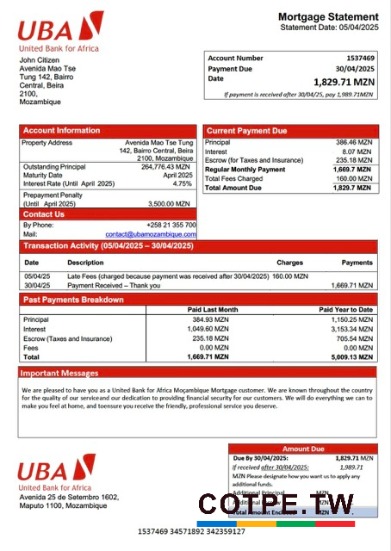 UBA
United Bank for Africa
Mortgage Statement
Statement Date: 05/04/2025
John Citizen
Avenida Mao Tse
Tung 142, Bairro
Central, Beira
2100,
Mozambique
Account Number 1537469
Payment Due 30/04/2025
Date 1,829.71 MZN
If payment is received after 30/04/25, pay 1,989.71MZN
Account Information
Property Address Avenida Mao Tse Tung
142, Bairro Central, Beira
2100, Mozambique
Outstanding Principal 264,776.43 MZN
Maturity Date April 2025
Interest Rate (Until April 2025) 4.75%
Prepayment Penalty
(Until April 2025) 3,500.00 MZN
Contact Us
By Phone: +258 21 355 700
Mail: contact@ubamozambique.com
Current Payment Due
Principal 386.46 MZN
Interest 8.07 MZN
Escrow (for Taxes and Insurance) 235.18 MZN
Regular Monthly Payment 1,669.7 MZN
Total Fees Charged 160.00 MZN
Total Amount Due 1,829.7 MZN
Transaction Activity (05/04/2025 – 30/04/2025)
Date Description Charges Payments
05/04/25 Late Fees (charged because payment was received after 30/04/2025) 160.00 MZN
30/04/25 Payment Received – Thank you 1,669.71 MZN
Past Payments Breakdown
Paid Last Month Paid Year to Date
Principal 384.93 MZN 1,150.25 MZN
Interest 1,049.60 MZN 3,153.34 MZN
Escrow (Taxes and Insurance) 235.18 MZN 705.54 MZN
Fees 0.00 MZN 0.00 MZN
Total 1,669.71 MZN 5,009.13 MZN
Important Messages
We are pleased to have you as a United Bank for Africa Moçambique Mortgage customer. We are known throughout the country
for the quality of our service and our dedication to providing financial security for our customers. We will do everything we can to
make you feel at home, and to ensure you receive the friendly, professional service you deserve.
UBA
United Bank for Africa
Avenida 25 de Setembro 1602,
Maputo 1100, Mozambique
Amount Due
Due By 30/04/2025: 1,829.71 MZN
If received after 30/04/2025: 1,989.71
MZN Please designate how you want us to apply any
additional funds.
Additional Principal MZN
Total Amount MZN
CCTPE.TW
1537469 34571892 342359127